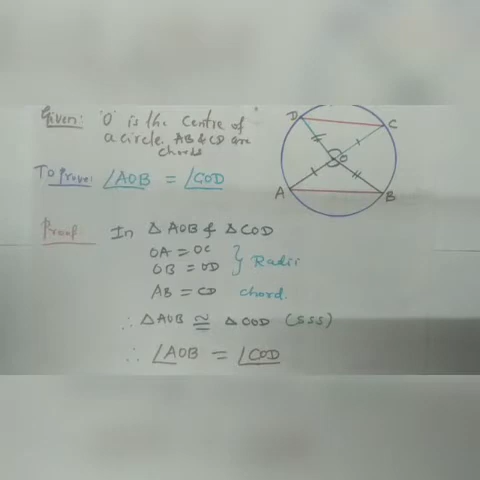 Given: 'O' is the centre of
a circle. AB & CD are
chords
D
C
O
A
B
To prove: ∠AOB = ∠COD
Proof: In △ AOB & △ COD
OA = OC
OB = OD } Radii
AB = CD chord.
∴ △ AOB ≅ △ COD (SSS)
∴ ∠AOB = ∠COD